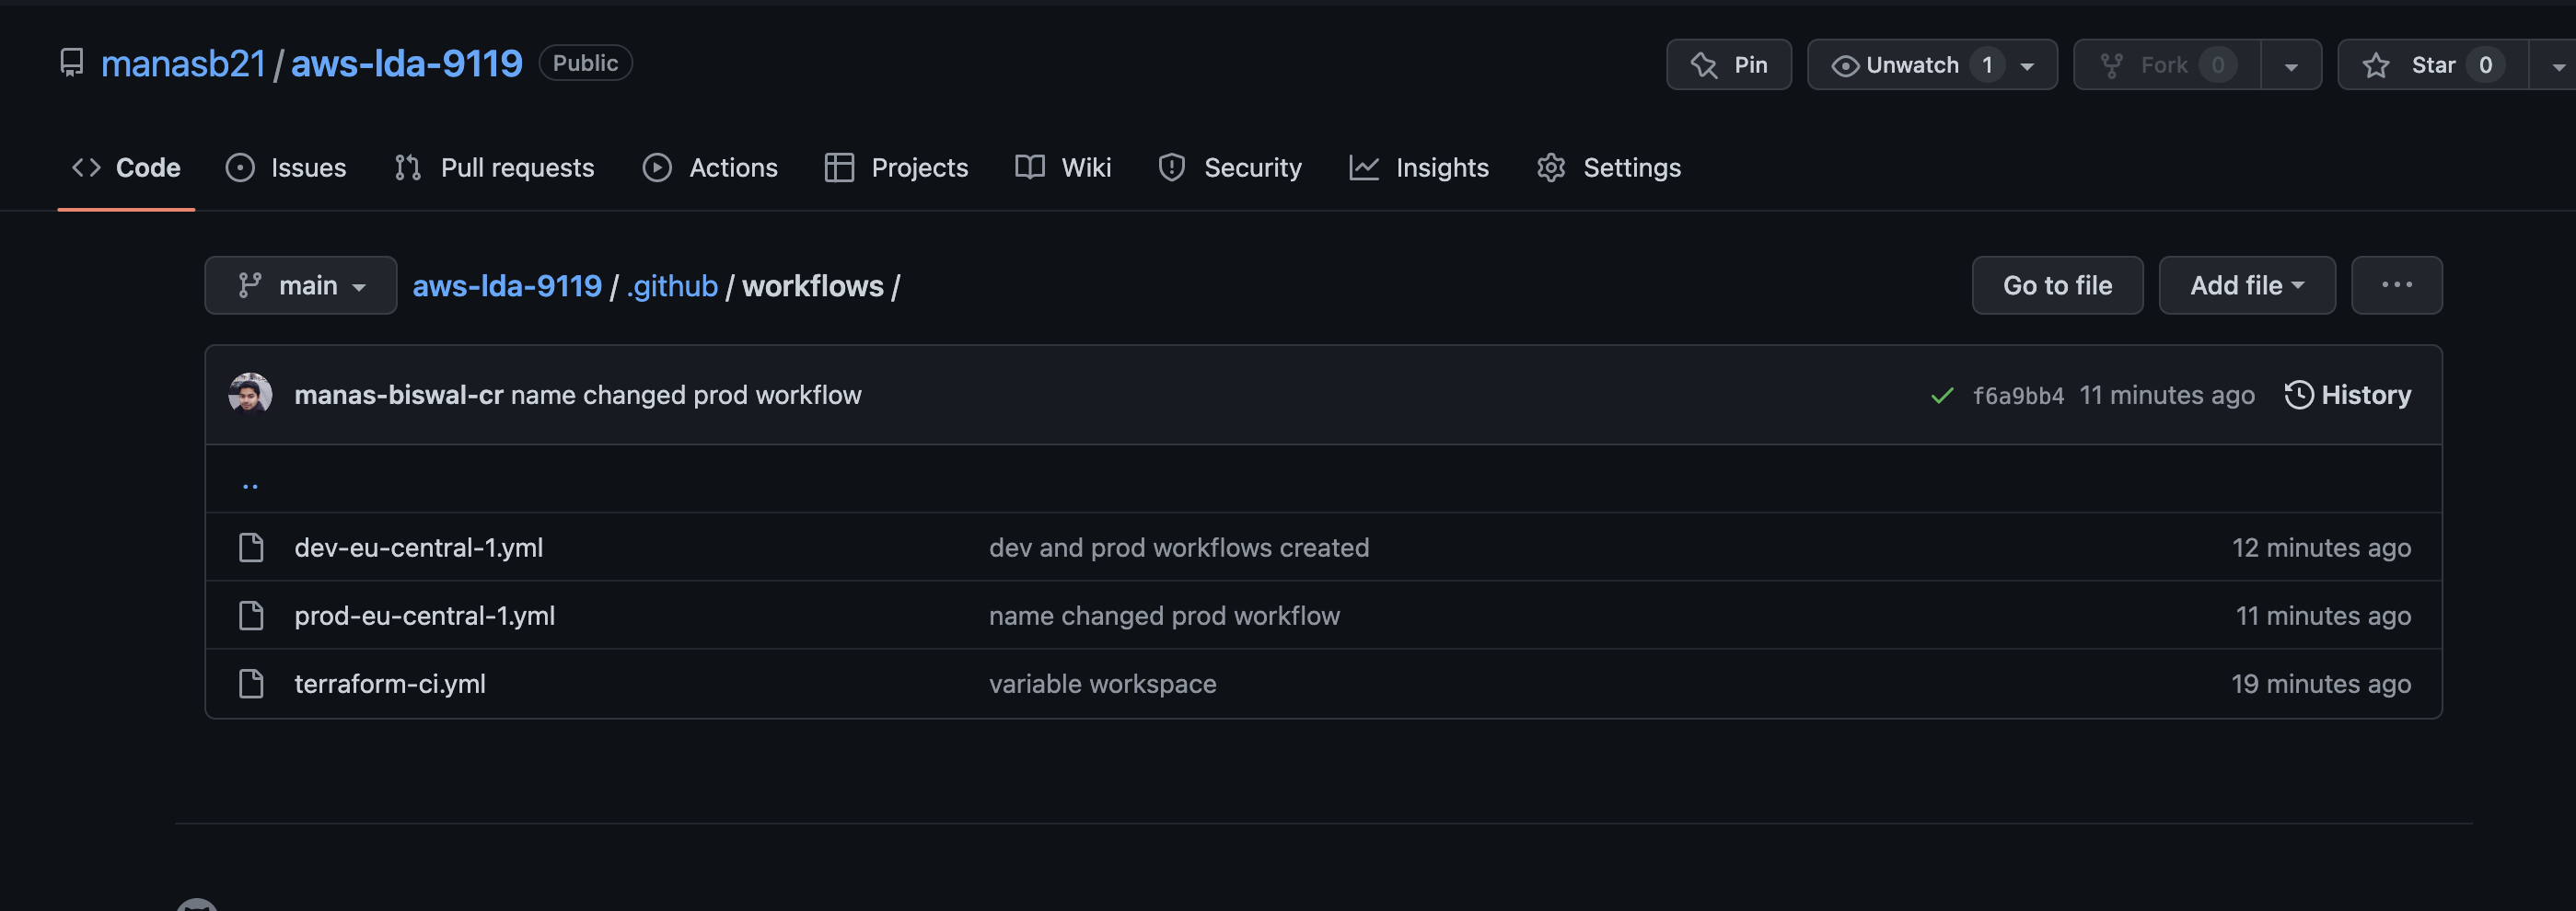 manasb21 / aws-lda-9119 Public Pin Unwatch 1 Fork 0 Star 0
Code Issues Pull requests Actions Projects Wiki Security Insights Settings
main aws-lda-9119 / .github / workflows / Go to file Add file ...
manas-biswal-cr name changed prod workflow f6a9bb4 11 minutes ago History
..
dev-eu-central-1.yml dev and prod workflows created 12 minutes ago
prod-eu-central-1.yml name changed prod workflow 11 minutes ago
terraform-ci.yml variable workspace 19 minutes ago